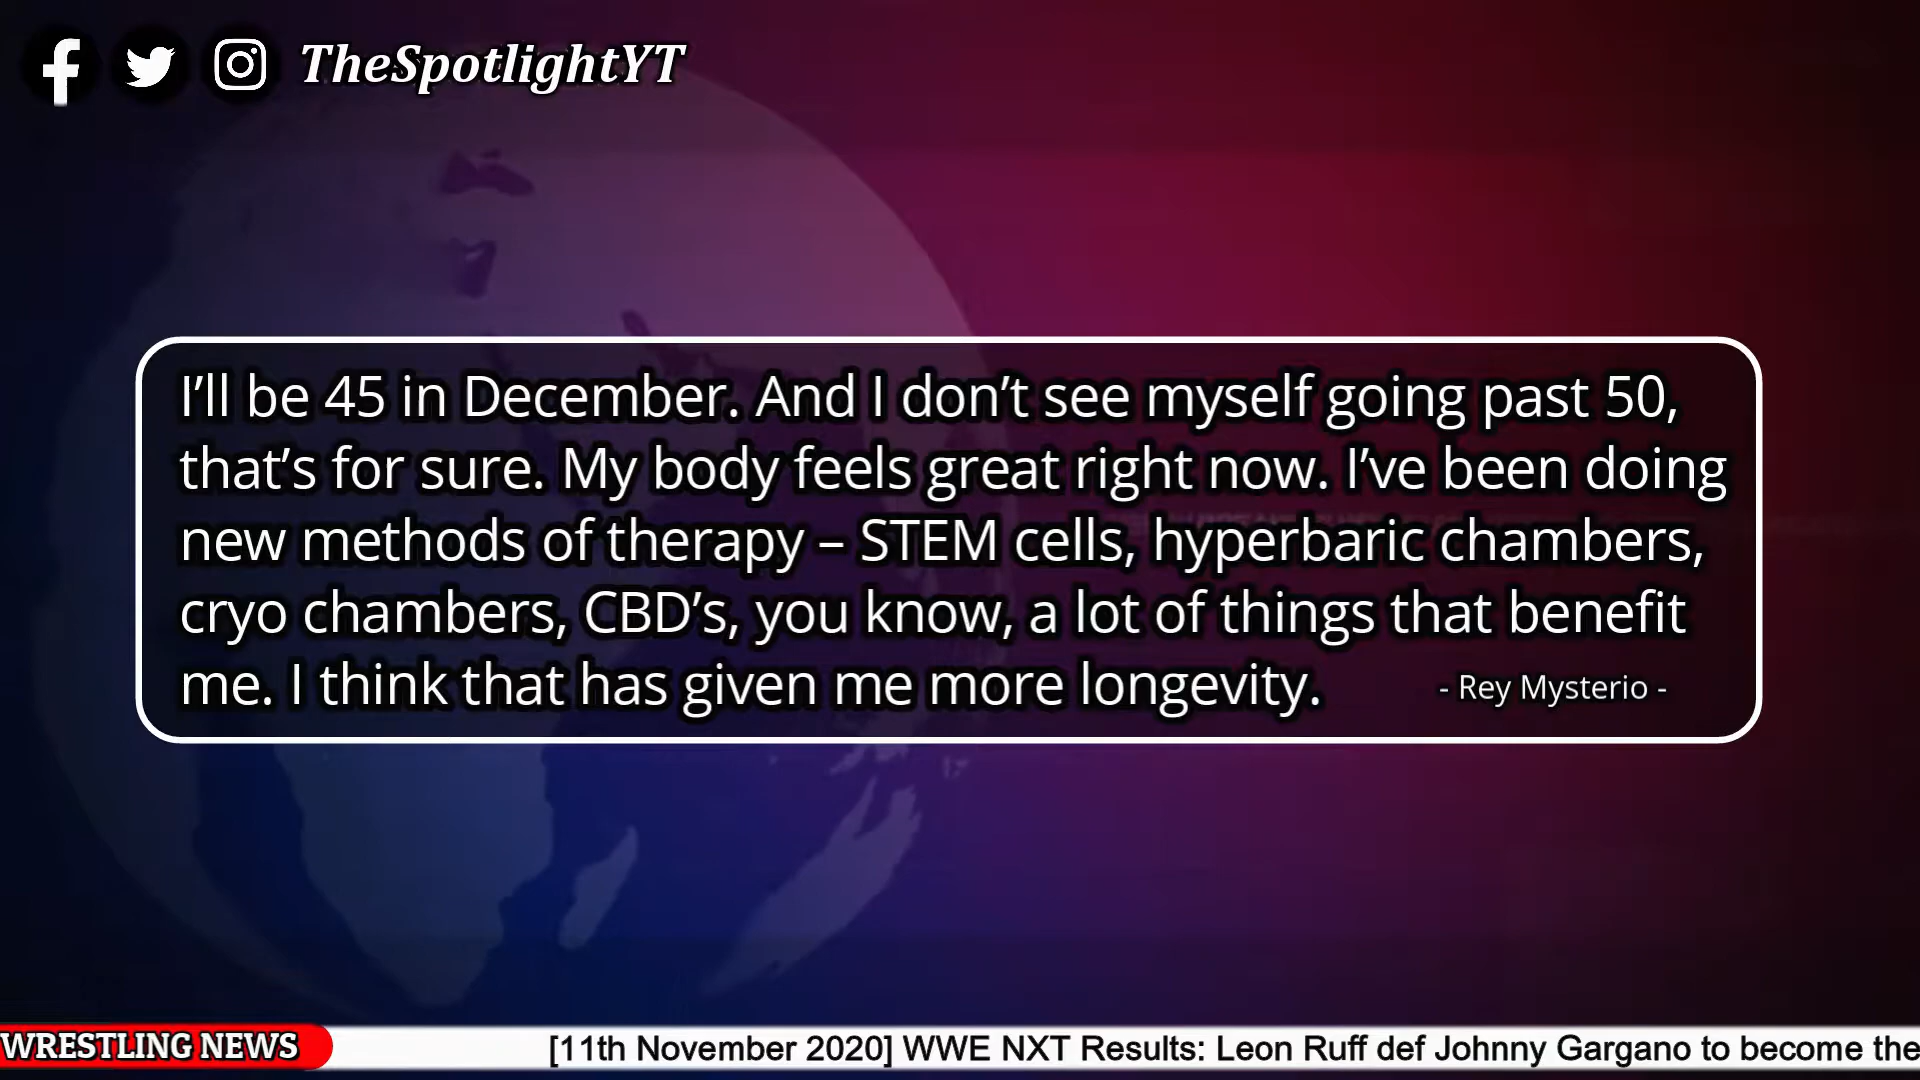 TheSpotlightYT
I’ll be 45 in December. And I don’t see myself going past 50,
that’s for sure. My body feels great right now. I’ve been doing
new methods of therapy – STEM cells, hyperbaric chambers,
cryo chambers, CBD’s, you know, a lot of things that benefit
me. I think that has given me more longevity.
- Rey Mysterio -
WRESTLING NEWS
[11th November 2020] WWE NXT Results: Leon Ruff def Johnny Gargano to become the